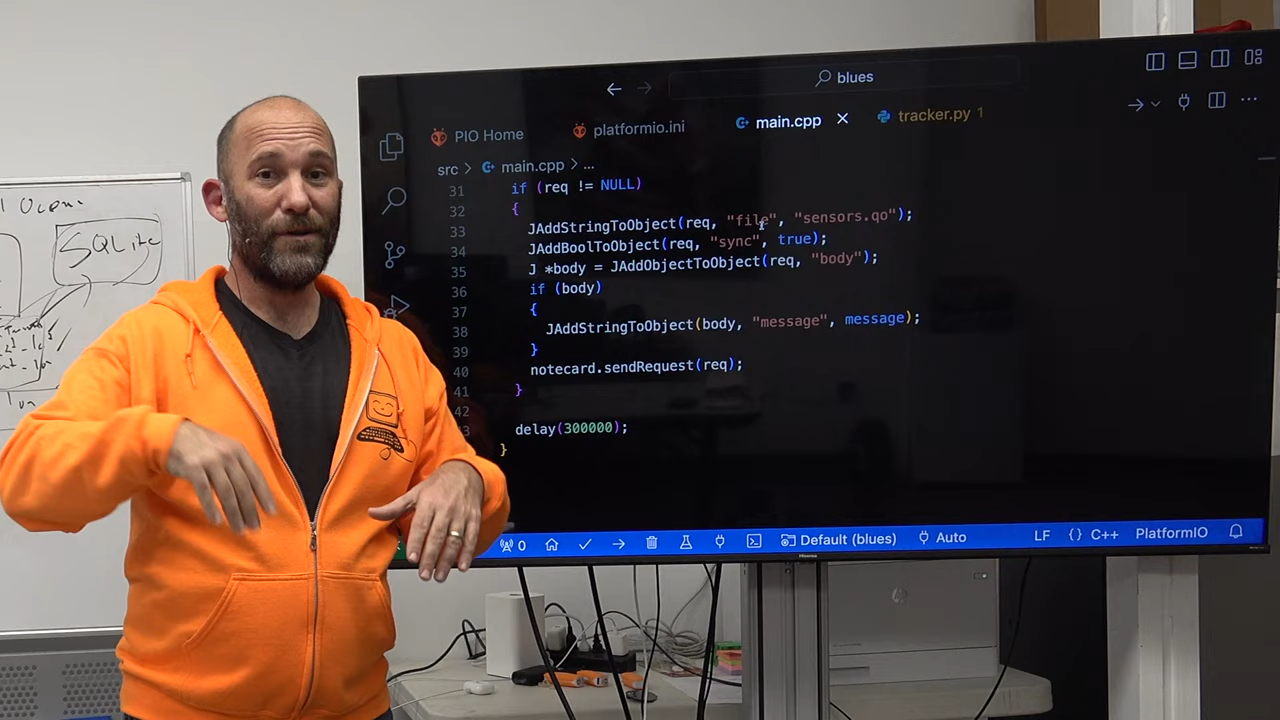 blues
PIO Home
platformio.ini
main.cpp
tracker.py 1
src > main.cpp > ...
31 if (req != NULL)
32 {
33 JAddStringToObject(req, "file", "sensors.qo");
34 JAddBoolToObject(req, "sync", true);
35 J *body = JAddObjectToObject(req, "body");
36 if (body)
37 {
38 JAddStringToObject(body, "message", message);
39 }
40 notecard.sendRequest(req);
41 }
42
3 delay(300000);
}
0 Default (blues) Auto LF {} C++ PlatformIO
Hisense
SQLite
hp